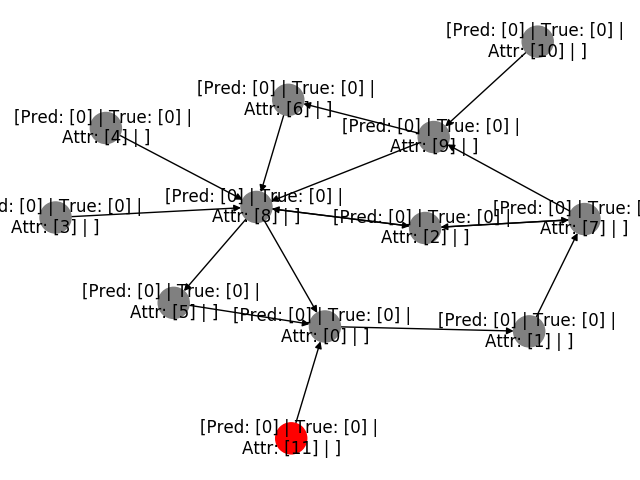 [Pred: [0] | True: [0] |
Attr: [10] | ]
[Pred: [0] | True: [0] |
Attr: [6] | ]
[Pred: [0] | True: [0] |
Attr: [4] | ]
[Pred: [0] | True: [0] |
Attr: [9] | ]
[Pred: [0] | True: [0] |
Attr: [8] | ]
d: [0] | True: [0] |
Attr: [3] | ]
[Pred: [0] | True: [0] |
Attr: [2] | ]
[Pred: [0] | True: [
Attr: [7] | ]
[Pred: [0] | True: [0] |
Attr: [5] | ]
[Pred: [0] | True: [0] |
Attr: [0] | ]
[Pred: [0] | True: [0] |
Attr: [1] | ]
[Pred: [0] | True: [0] |
Attr: [11] | ]